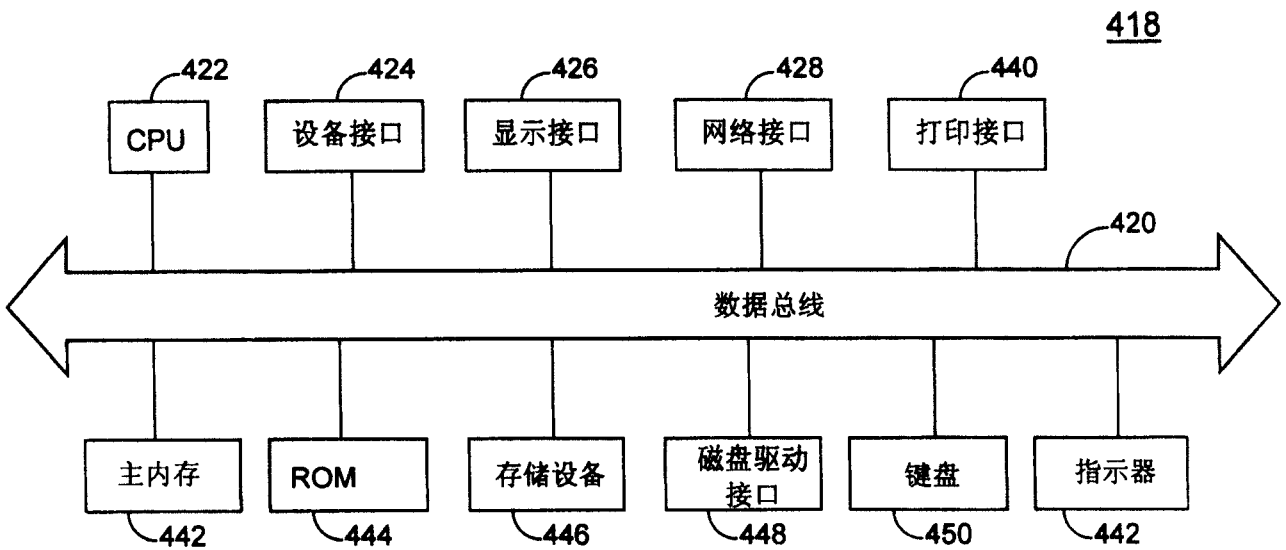 418
422
424
426
428
440
CPU
设备接口
显示接口
网络接口
打印接口
420
数据总线
主内存
ROM
存储设备
磁盘驱动
接口
键盘
指示器
442
444
446
448
450
442